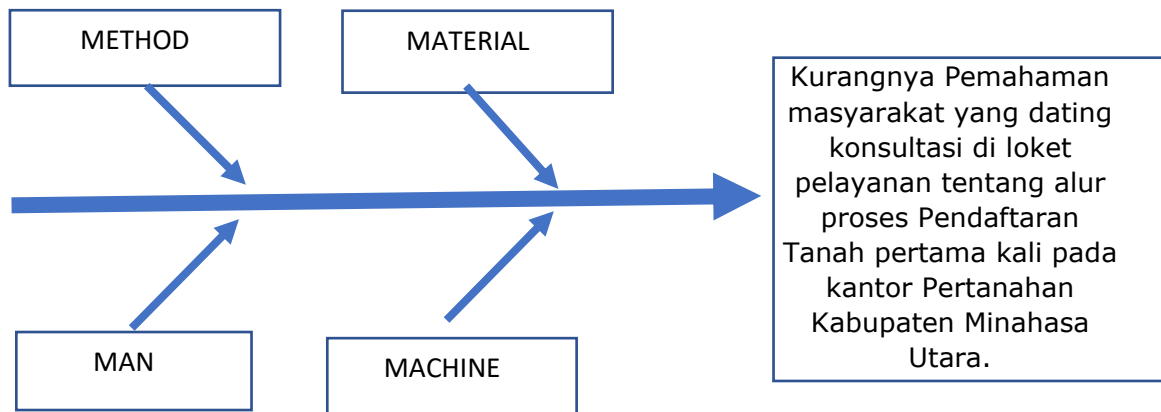 METHOD
MATERIAL
Kurangnya Pemahaman
masyarakat yang dating
konsultasi di loket
pelayanan tentang alur
proses Pendaftaran
Tanah pertama kali pada
kantor Pertanahan
Kabupaten Minahasa
Utara.
MAN
MACHINE